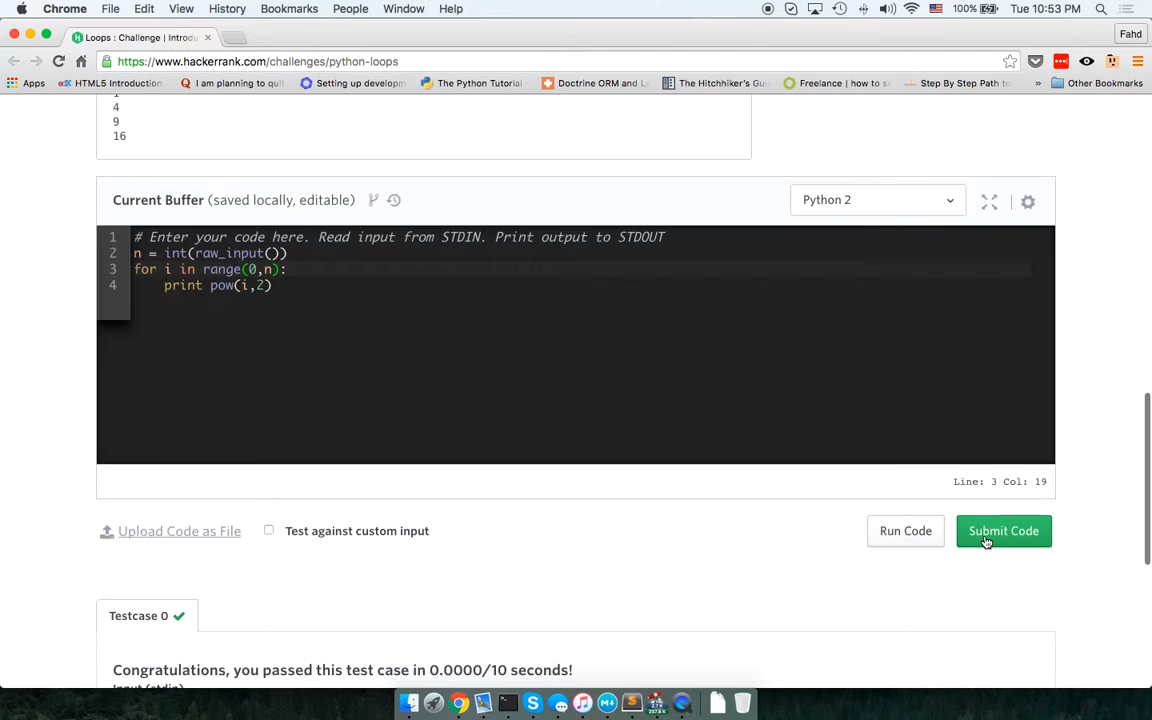 Chrome File Edit View History Bookmarks People Window Help 100% Tue 10:53 PM
Loops : Challenge | Introdu Fahd
https://www.hackerrank.com/challenges/python-loops
Apps HTML5 Introduction I am planning to quit Setting up developm The Python Tutorial Doctrine ORM and La The Hitchhiker's Gui Freelance | how to se Step By Step Path to » Other Bookmarks
4
9
16
Current Buffer (saved locally, editable) Python 2
1 # Enter your code here. Read input from STDIN. Print output to STDOUT
2 n = int(raw_input())
3 for i in range(0,n):
4 print pow(i,2)
Line: 3 Col: 19
Upload Code as File Test against custom input Run Code Submit Code
Testcase 0
Congratulations, you passed this test case in 0.0000/10 seconds!